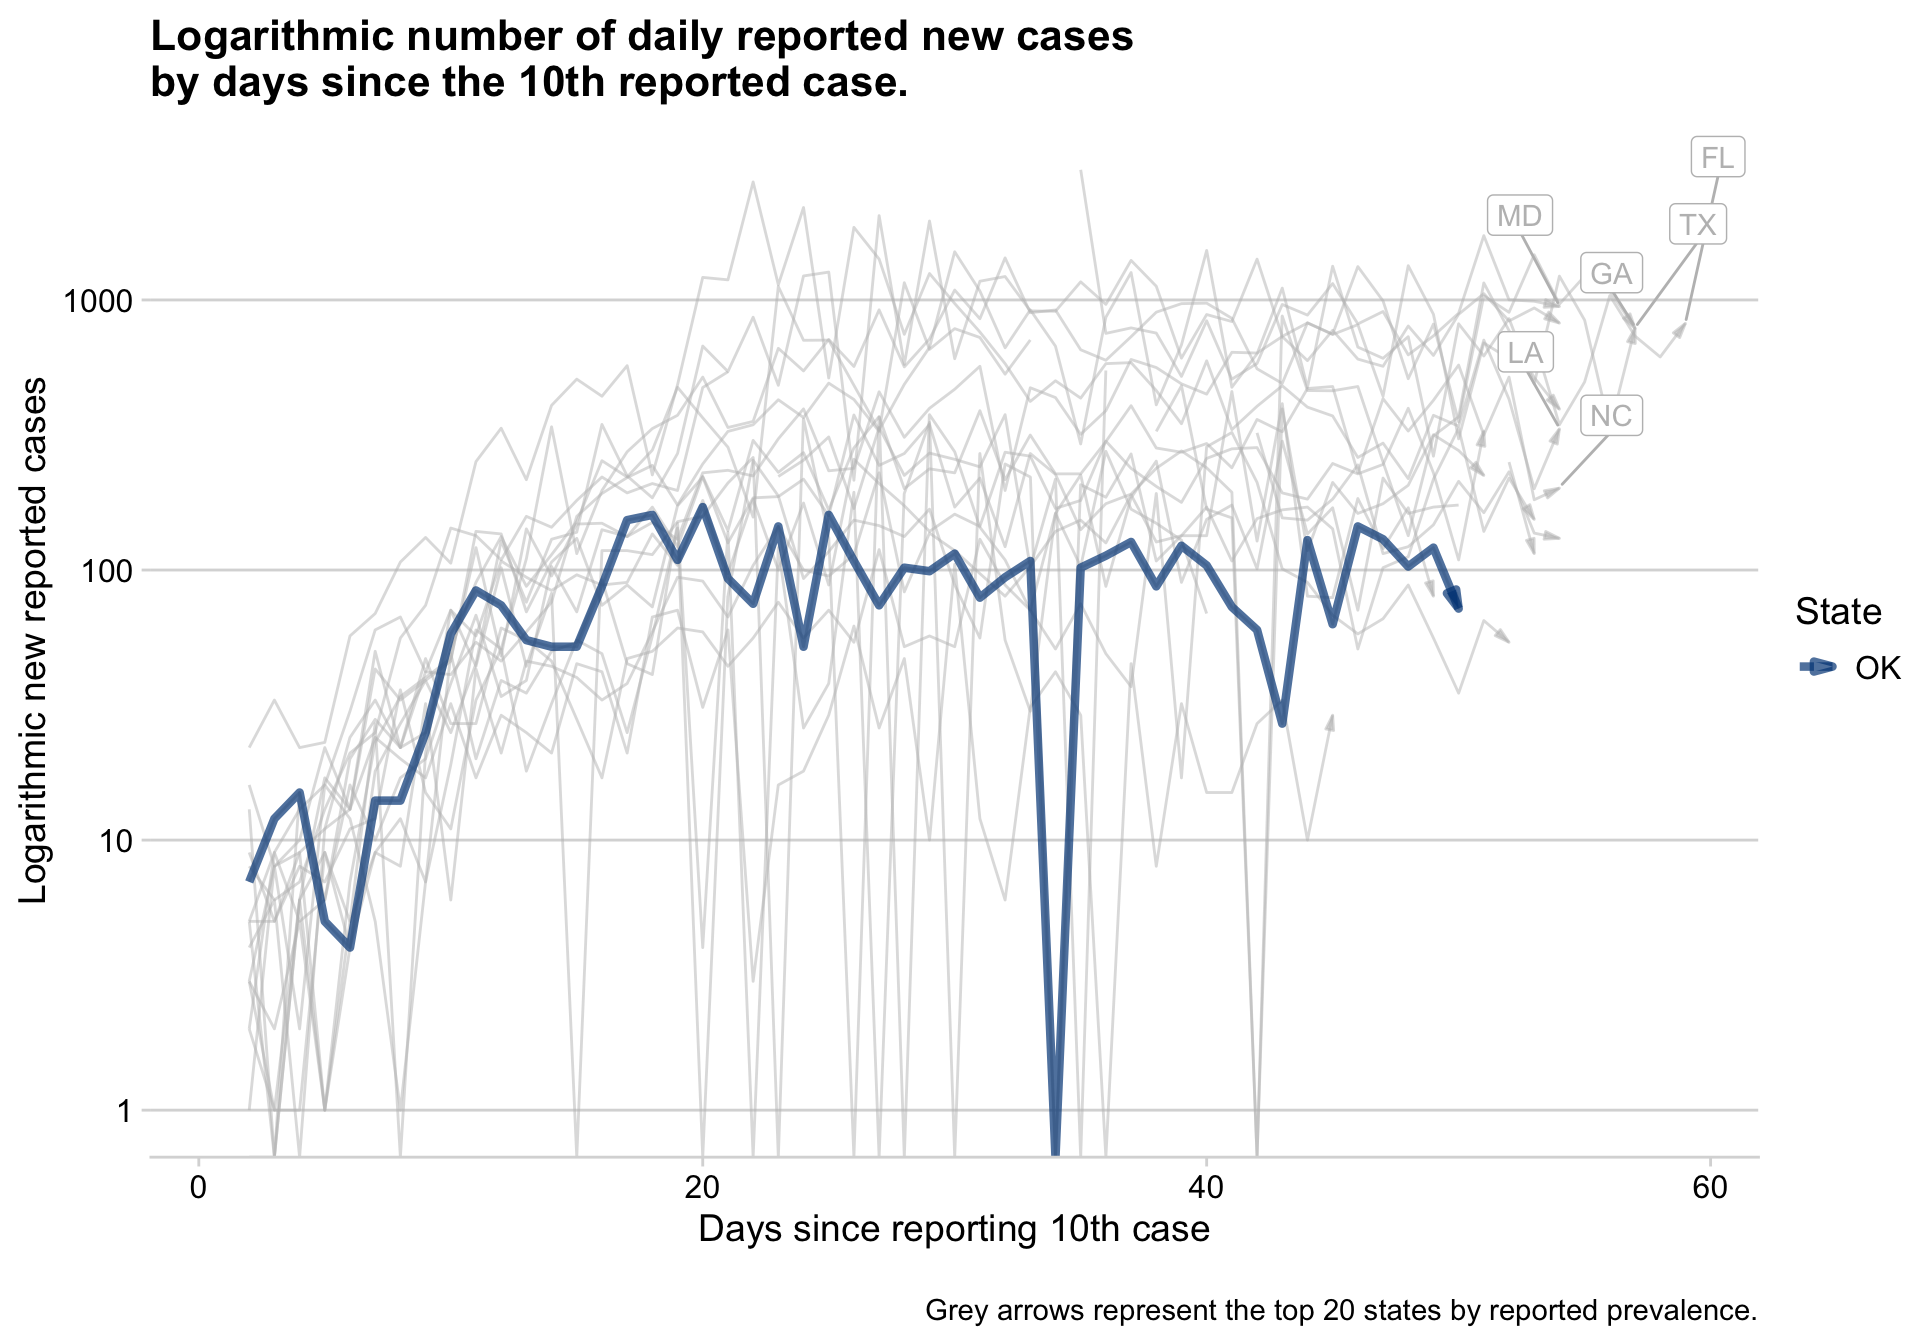 Logarithmic number of daily reported new cases
by days since the 10th reported case.
FL
MD
TX
GA
1000
LA
NC
Logarithmic new reported cases
100
State
OK
10
1
0
20
40
60
Days since reporting 10th case
Grey arrows represent the top 20 states by reported prevalence.